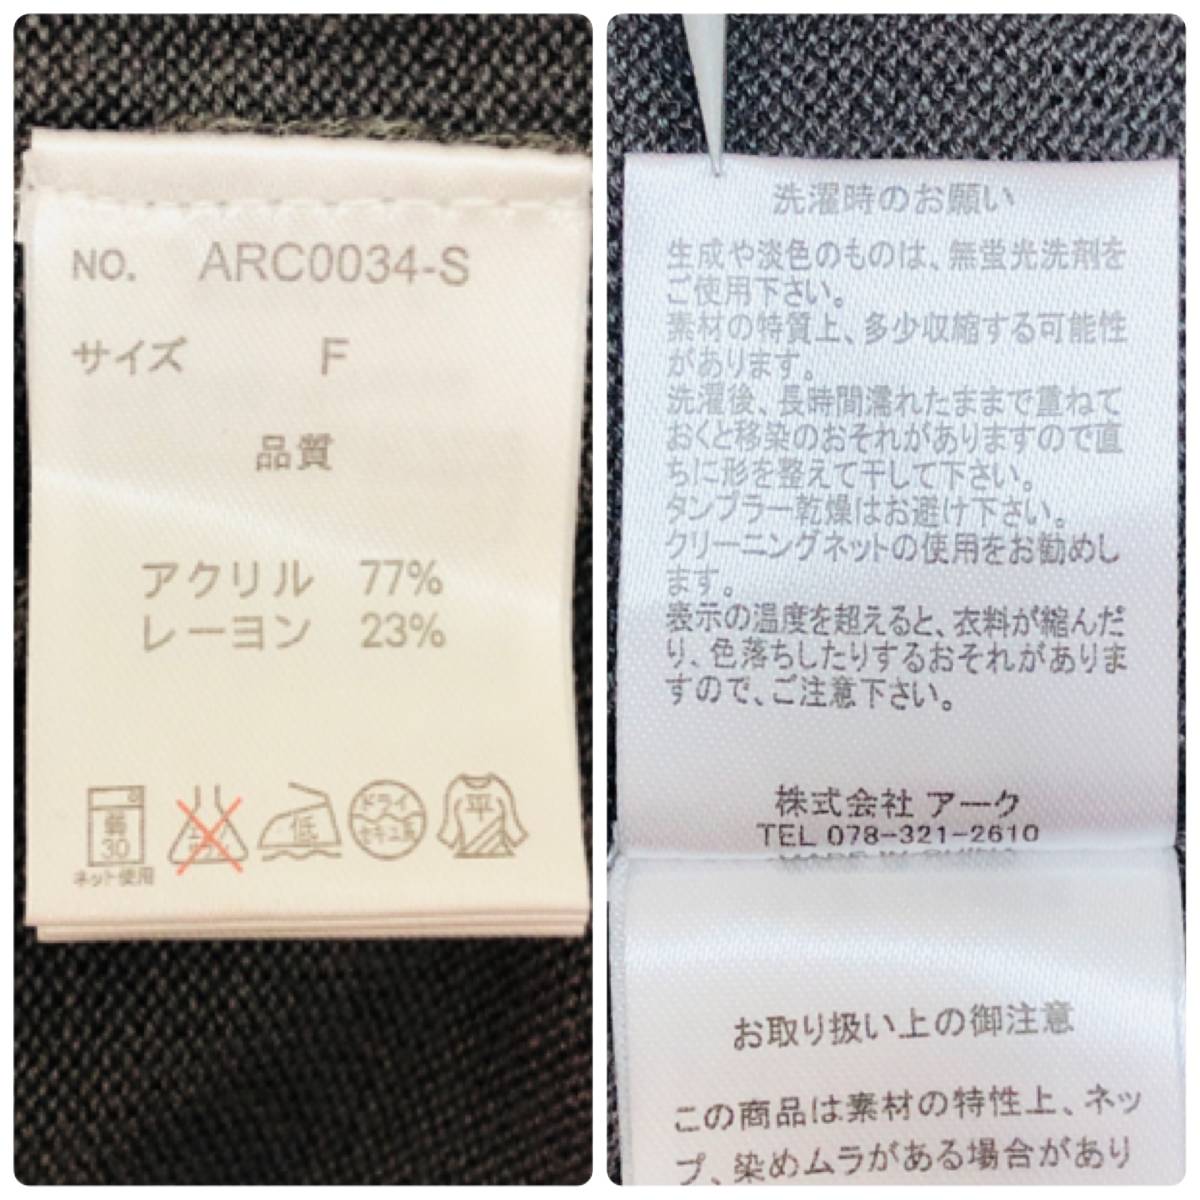 NO. ARC0034-S
サイズ F
品質
アクリル 77%
レーヨン 23%
弱
30
ネット使用
低
ドライ
セキユ系
平
洗濯時のお願い
生成や淡色のものは、無蛍光洗剤を
ご使用下さい。
素材の特質上、多少収縮する可能性
があります。
洗濯後、長時間濡れたままで重ねて
おくと移染のおそれがありますので直
ちに形を整えて干して下さい。
タンブラー乾燥はお避け下さい。
クリーニングネットの使用をお勧めし
ます。
表示の温度を超えると、衣料が縮んだ
り、色落ちしたりするおそれがありま
すので、ご注意下さい。
株式会社 アーク
TEL 078-321-2610
お取り扱い上の御注意
この商品は素材の特性上、ネッ
プ、染めムラがある場合があり